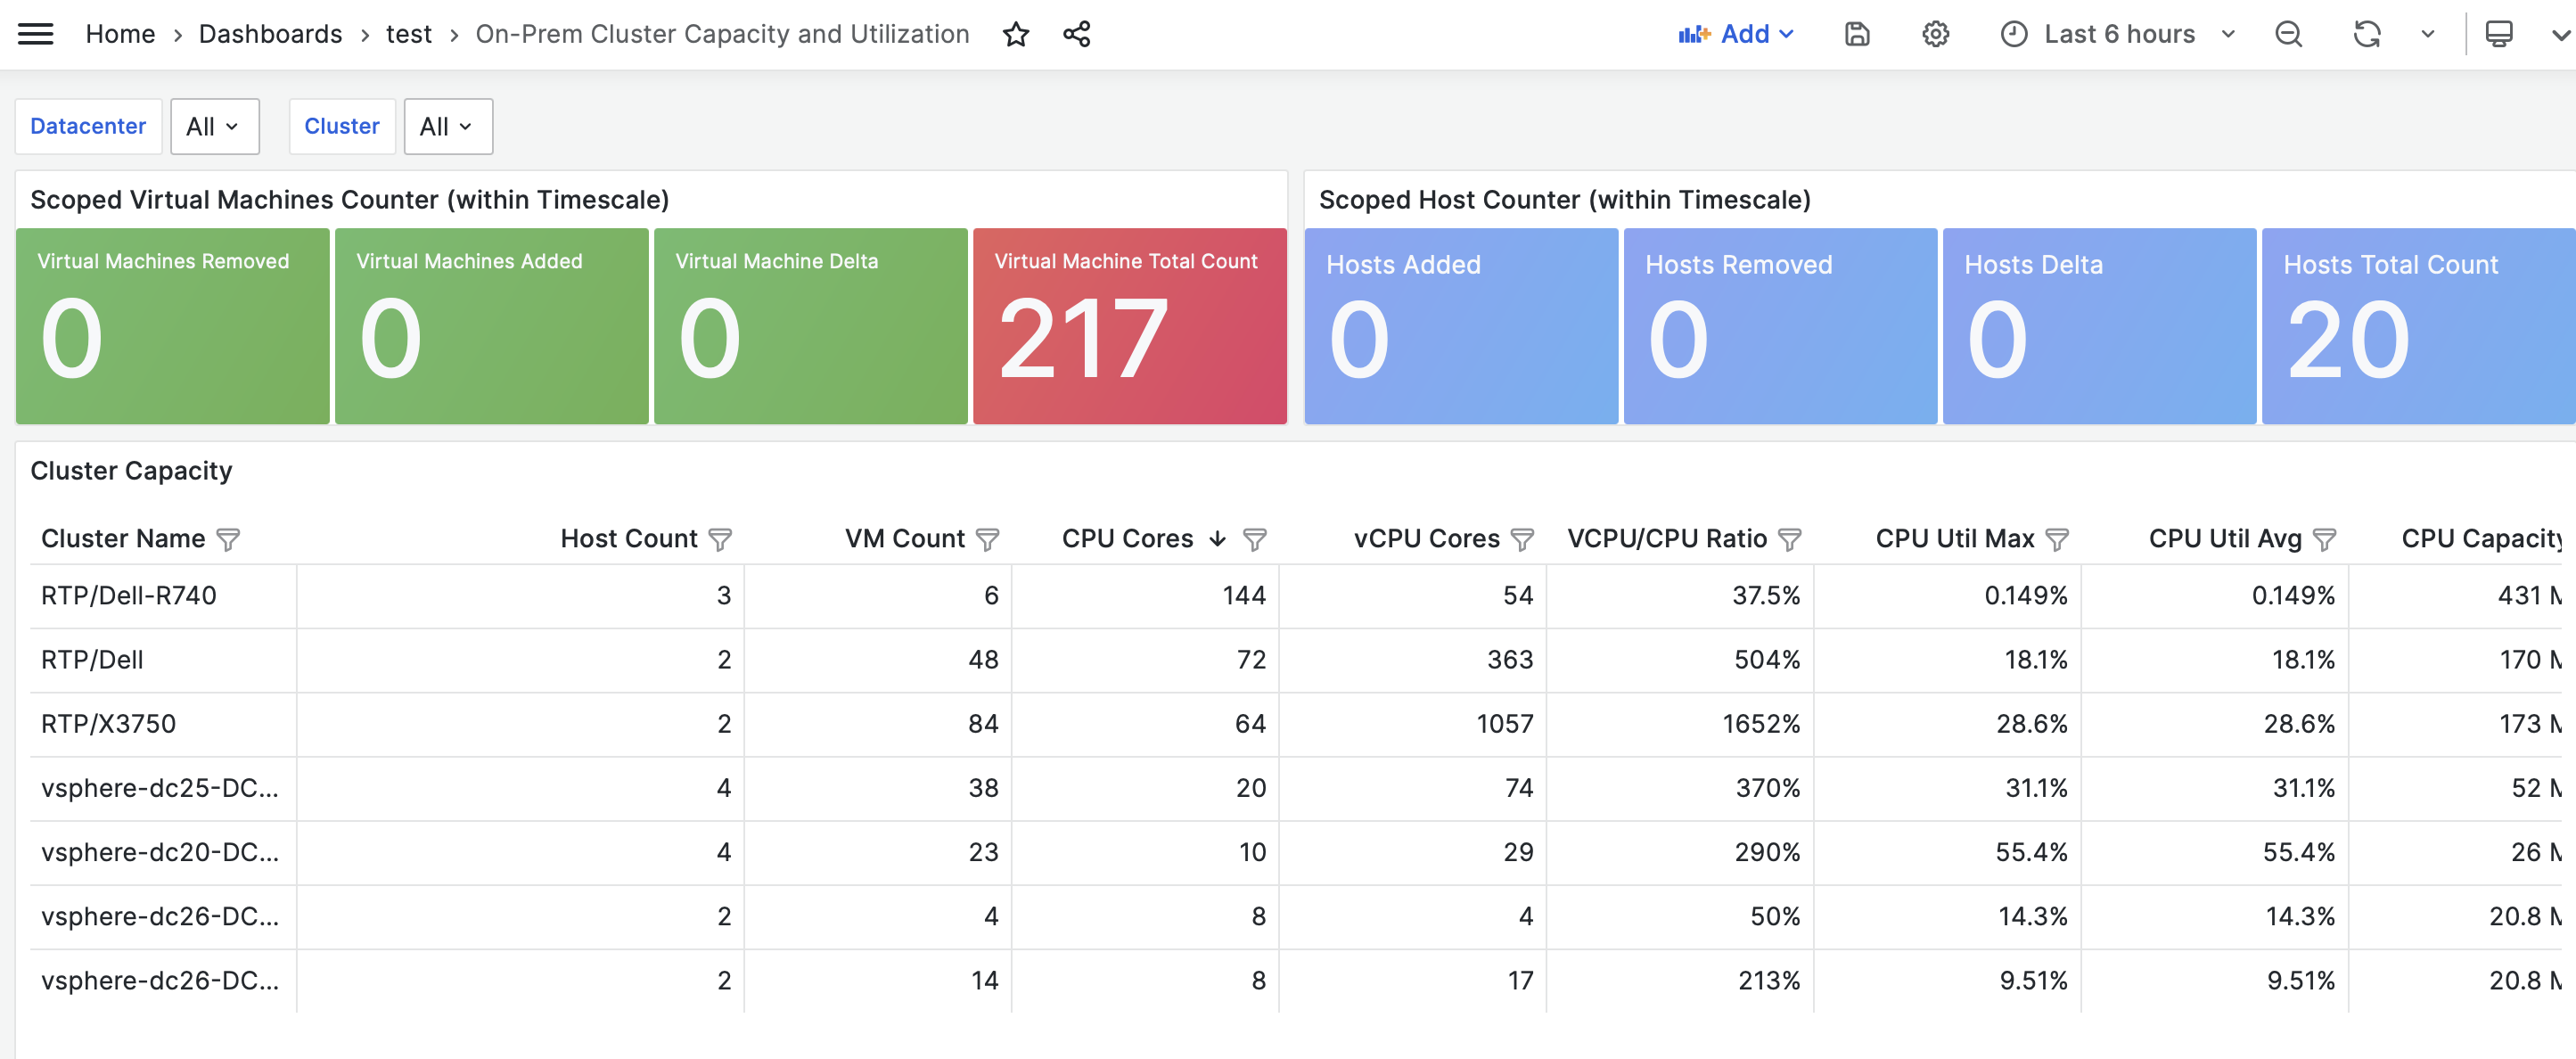 Home › Dashboards › test › On-Prem Cluster Capacity and Utilization Add Last 6 hours
Datacenter All Cluster All
Scoped Virtual Machines Counter (within Timescale) Scoped Host Counter (within Timescale)
Virtual Machines Removed Virtual Machines Added Virtual Machine Delta Virtual Machine Total Count Hosts Added Hosts Removed Hosts Delta Hosts Total Count
0 0 0 217 0 0 0 20
Cluster Capacity
Cluster Name Host Count VM Count CPU Cores vCPU Cores VCPU/CPU Ratio CPU Util Max CPU Util Avg CPU Capacity
RTP/Dell-R740 3 6 144 54 37.5% 0.149% 0.149% 431
RTP/Dell 2 48 72 363 504% 18.1% 18.1% 170
RTP/X3750 2 84 64 1057 1652% 28.6% 28.6% 173
vsphere-dc25-DC... 4 38 20 74 370% 31.1% 31.1% 52
vsphere-dc20-DC... 4 23 10 29 290% 55.4% 55.4% 26
vsphere-dc26-DC... 2 4 8 4 50% 14.3% 14.3% 20.8
vsphere-dc26-DC... 2 14 8 17 213% 9.51% 9.51% 20.8